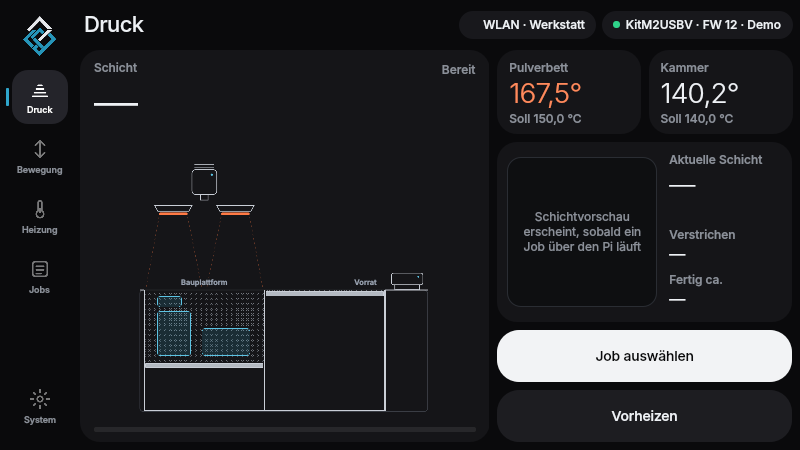 Druck
WLAN · Werkstatt
KitM2USBV · FW 12 · Demo
Druck
Bewegung
Heizung
Jobs
System
Schicht
Bereit
—
Bauplattform
Vorrat
Pulverbett
167,5°
Soll 150,0 °C
Kammer
140,2°
Soll 140,0 °C
Schichtvorschau
erscheint, sobald ein
Job über den Pi läuft
Aktuelle Schicht
—
Verstrichen
—
Fertig ca.
—
Job auswählen
Vorheizen